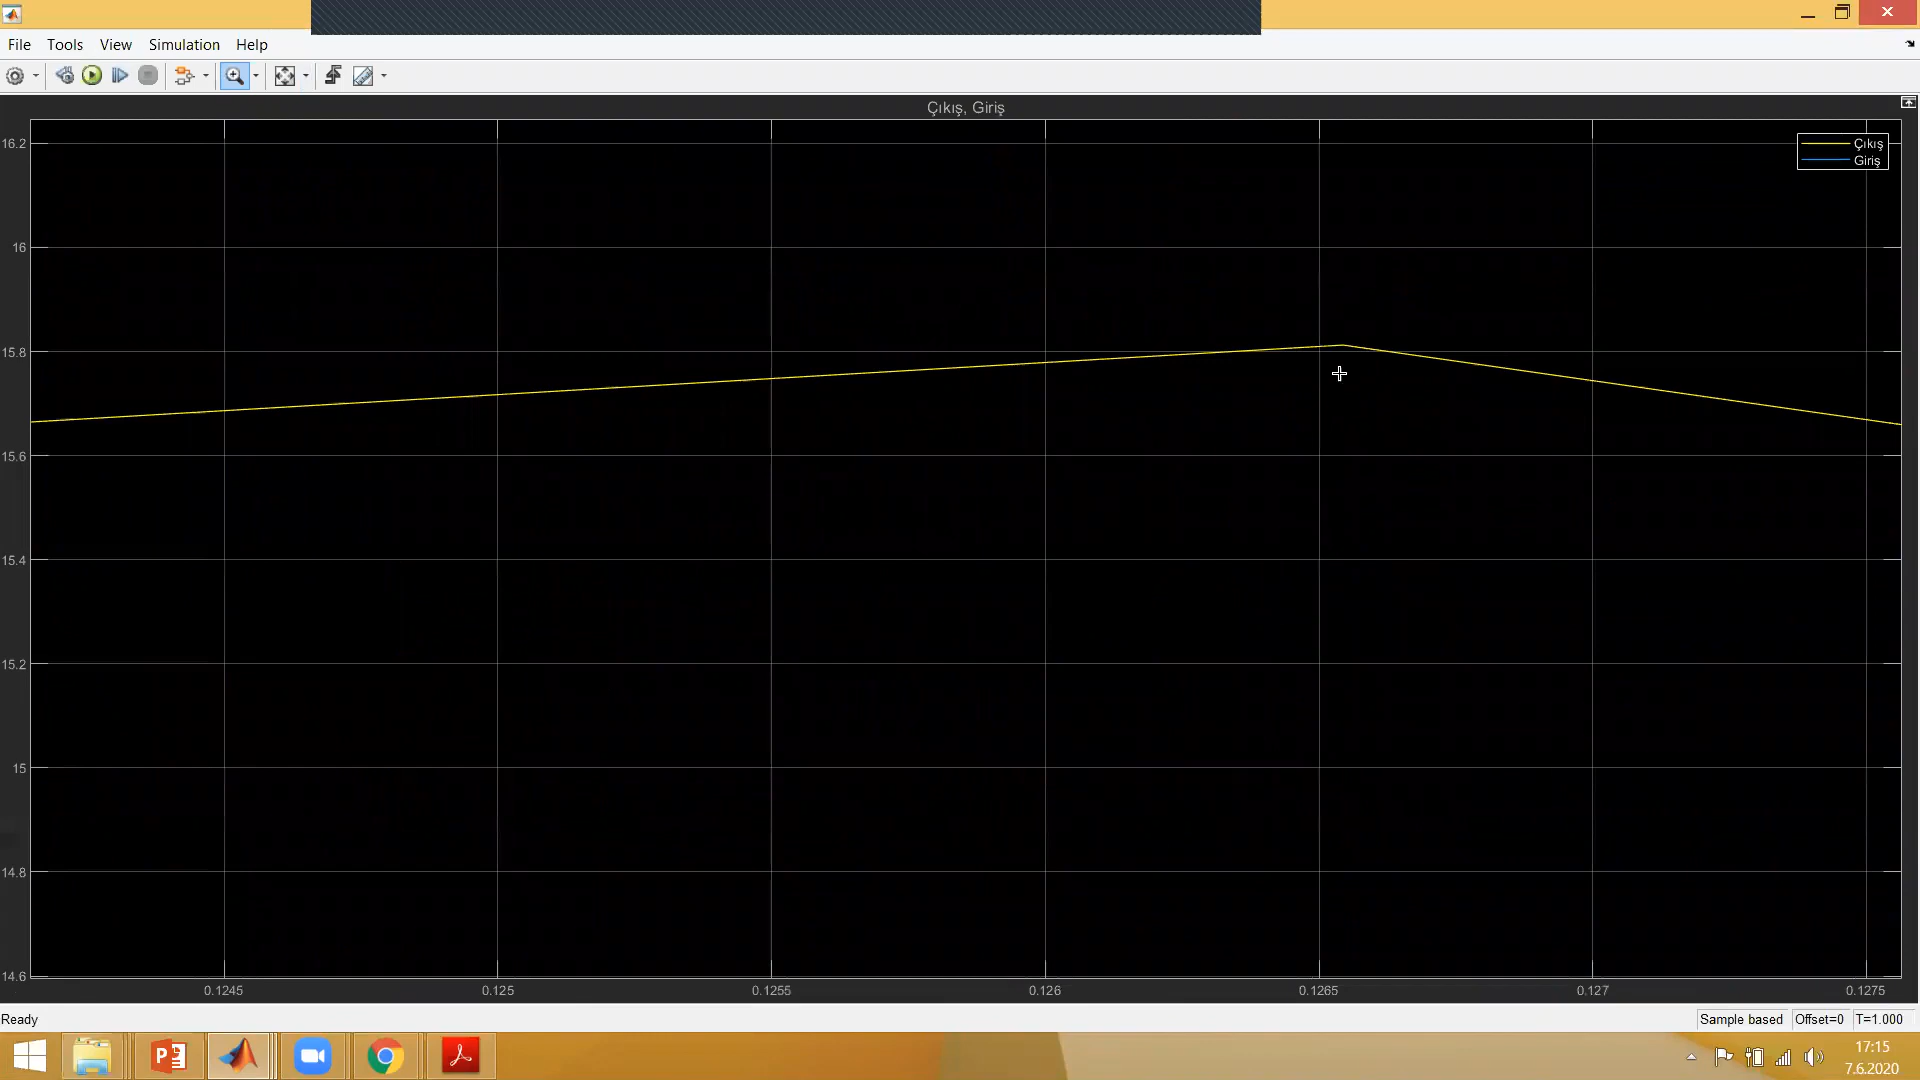 File Tools View Simulation Help
Çıkış, Giriş
16.2
16
15.8
15.6
15.4
15.2
15
14.8
14.6
Çıkış
Giriş
0.1245 0.125 0.1255 0.126 0.1265 0.127 0.1275
Ready
Sample based Offset=0 T=1.000
17:15
7.6.2020